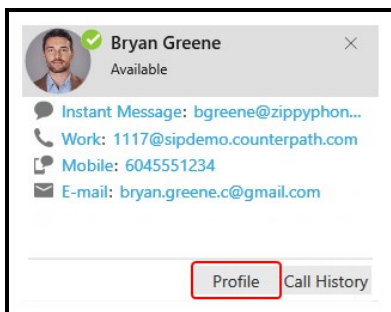 Bryan Greene
Available
Instant Message: bgreene@zippyphon...
Work: 1117@sipdemo.counterpath.com
Mobile: 6045551234
E-mail: bryan.greene.c@gmail.com
Profile Call History